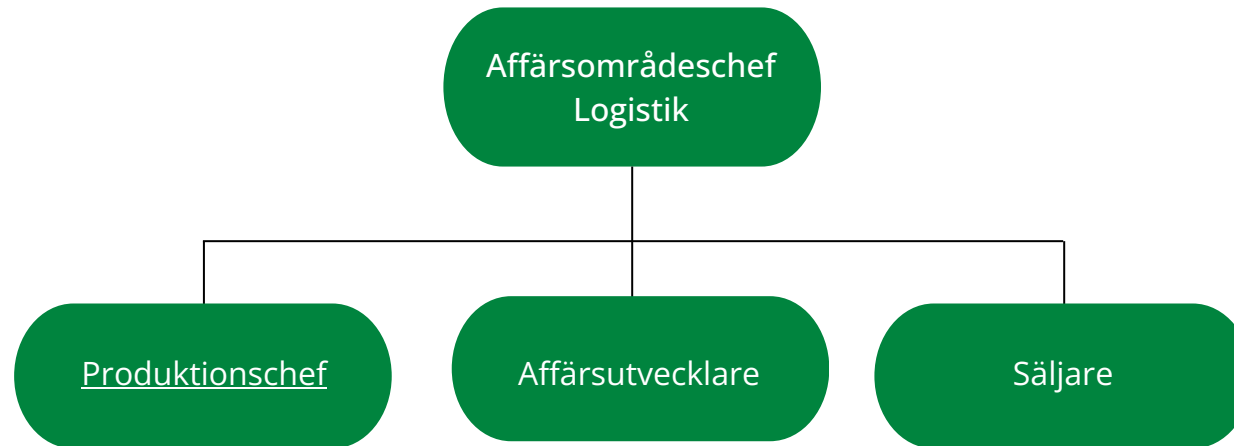 Affärsområdeschef
Logistik
Produktionschef
Affärsutvecklare
Säljare